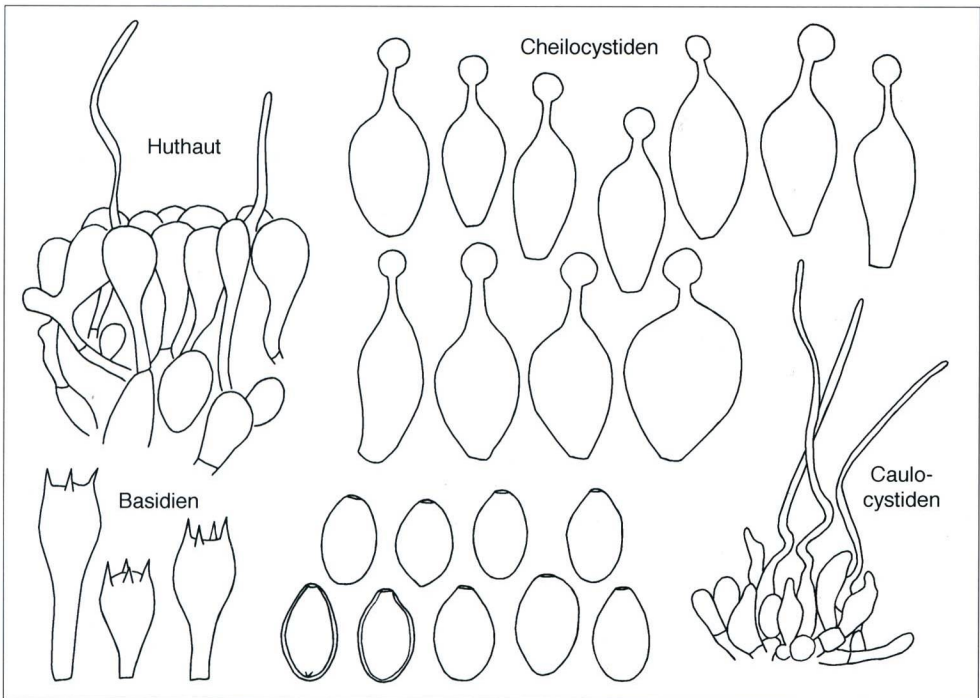 Cheilocystiden
Huthaut
Basidien
Caulo-
cystiden